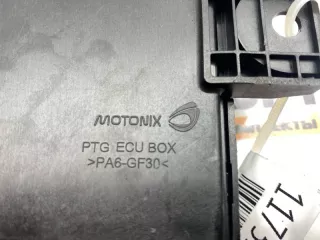 MOTONIX
PTG ECU BOX
>PA6-GF30<